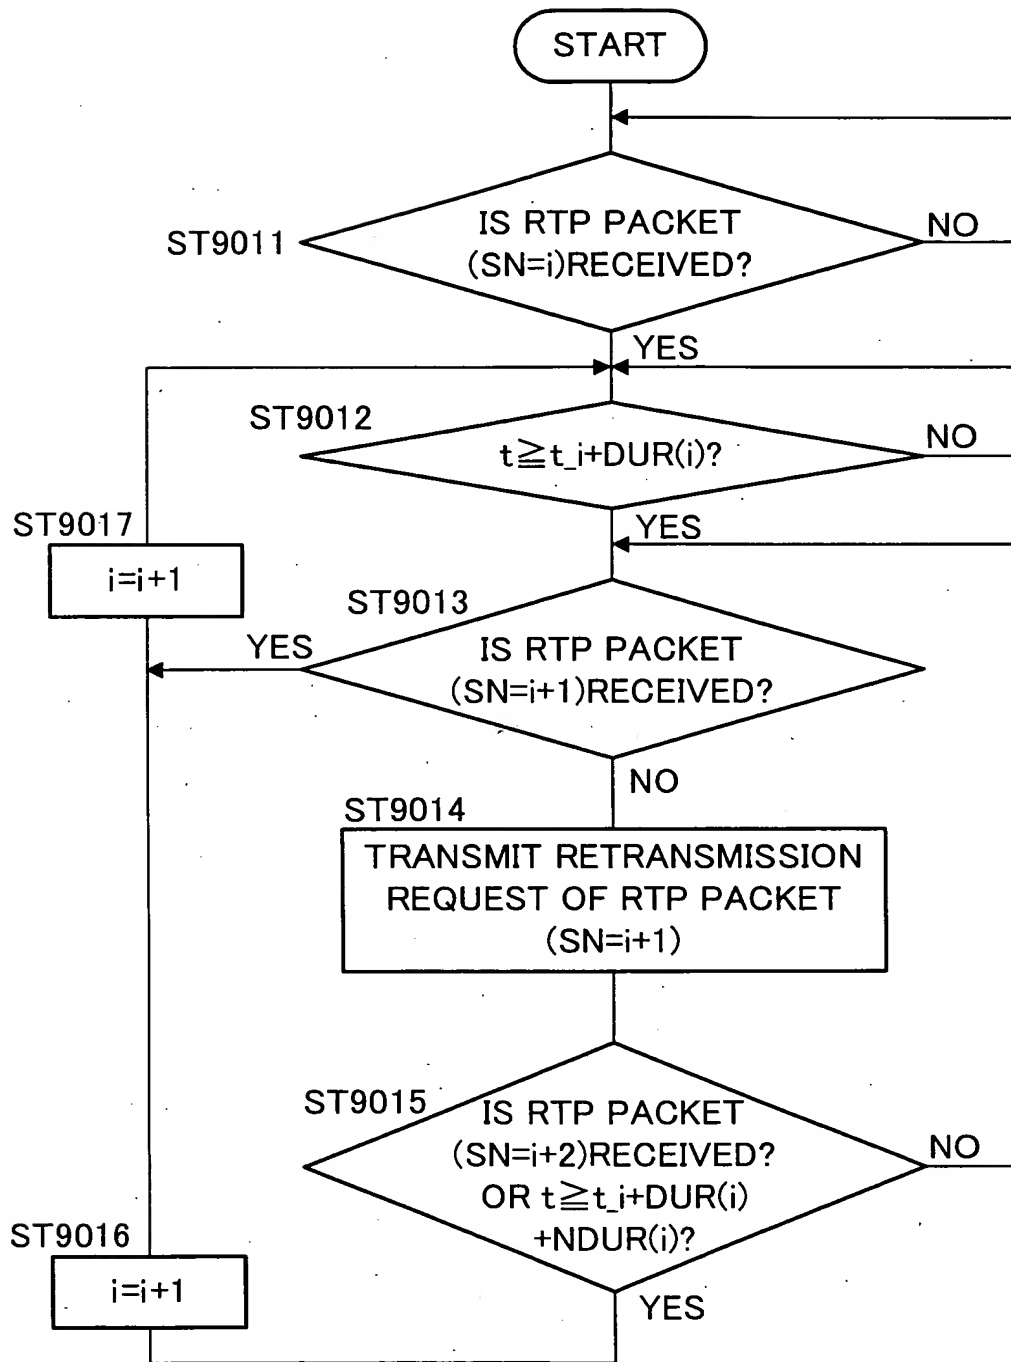 START
ST9011
IS RTP PACKET
(SN=i)RECEIVED?
NO
YES
ST9012
t≧t_i+DUR(i)?
NO
YES
ST9017
i=i+1
ST9013
YES
IS RTP PACKET
(SN=i+1)RECEIVED?
NO
ST9014
TRANSMIT RETRANSMISSION
REQUEST OF RTP PACKET
(SN=i+1)
ST9015
IS RTP PACKET
(SN=i+2)RECEIVED?
OR t≧t_i+DUR(i)
+NDUR(i)?
NO
YES
ST9016
i=i+1